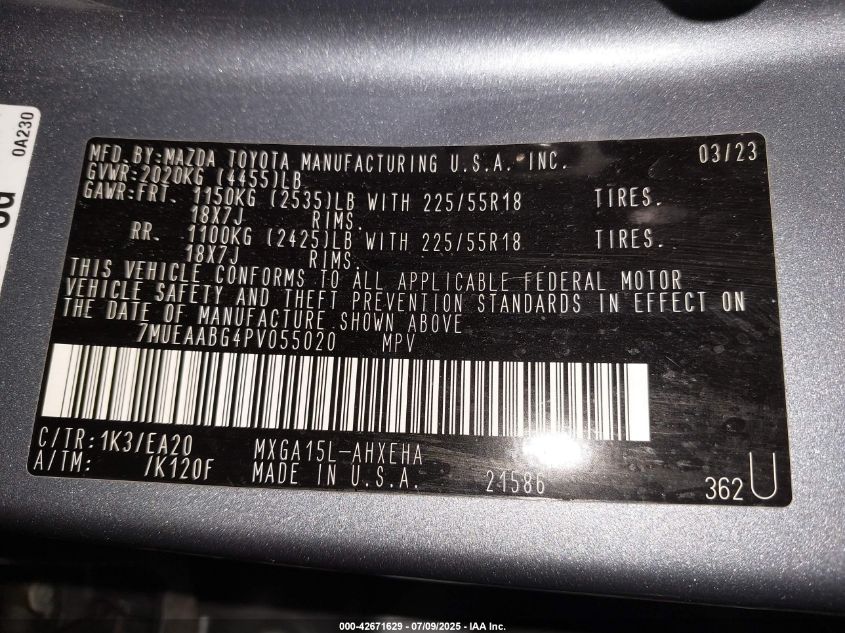 0A230
MFD. BY:MAZDA TOYOTA MANUFACTURING U.S.A. INC. 03/23
GVWR:2020KG (4455)LB
GAWR:FRT. 1150KG (2535)LB WITH 225/55R18 TIRES.
18X7J RIMS.
RR. 1100KG (2425)LB WITH 225/55R18 TIRES.
18X7J RIMS.
THIS VEHICLE CONFORMS TO ALL APPLICABLE FEDERAL MOTOR
VEHICLE SAFETY AND THEFT PREVENTION STANDARDS IN EFFECT ON
THE DATE OF MANUFACTURE SHOWN ABOVE
7MUEAABG4PV055020 MPV
C/TR:1K3/EA20 MXGA15L-AHXEHA
A/TM: /K120F MADE IN U.S.A. 21586 362U
000-42671629 - 07/09/2025 - IAA Inc.